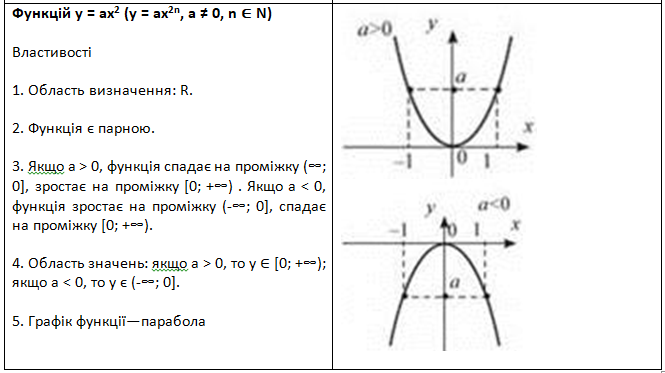 Функцій y = ax² (y = ax²ⁿ, a ≠ 0, n ∈ N)
Властивості
1. Область визначення: R.
2. Функція є парною.
3. Якщо a > 0, функція спадає на проміжку (∞;
0], зростає на проміжку [0; +∞) . Якщо a < 0,
функція зростає на проміжку (-∞; 0], спадає
на проміжку [0; +∞).
4. Область значень: якщо a > 0, то y ∈ [0; +∞);
якщо a < 0, то y є (-∞; 0].
5. Графік функції—парабола
a>0 y
a
x
−1 0 1
y a<0
−1 0 1 x
a